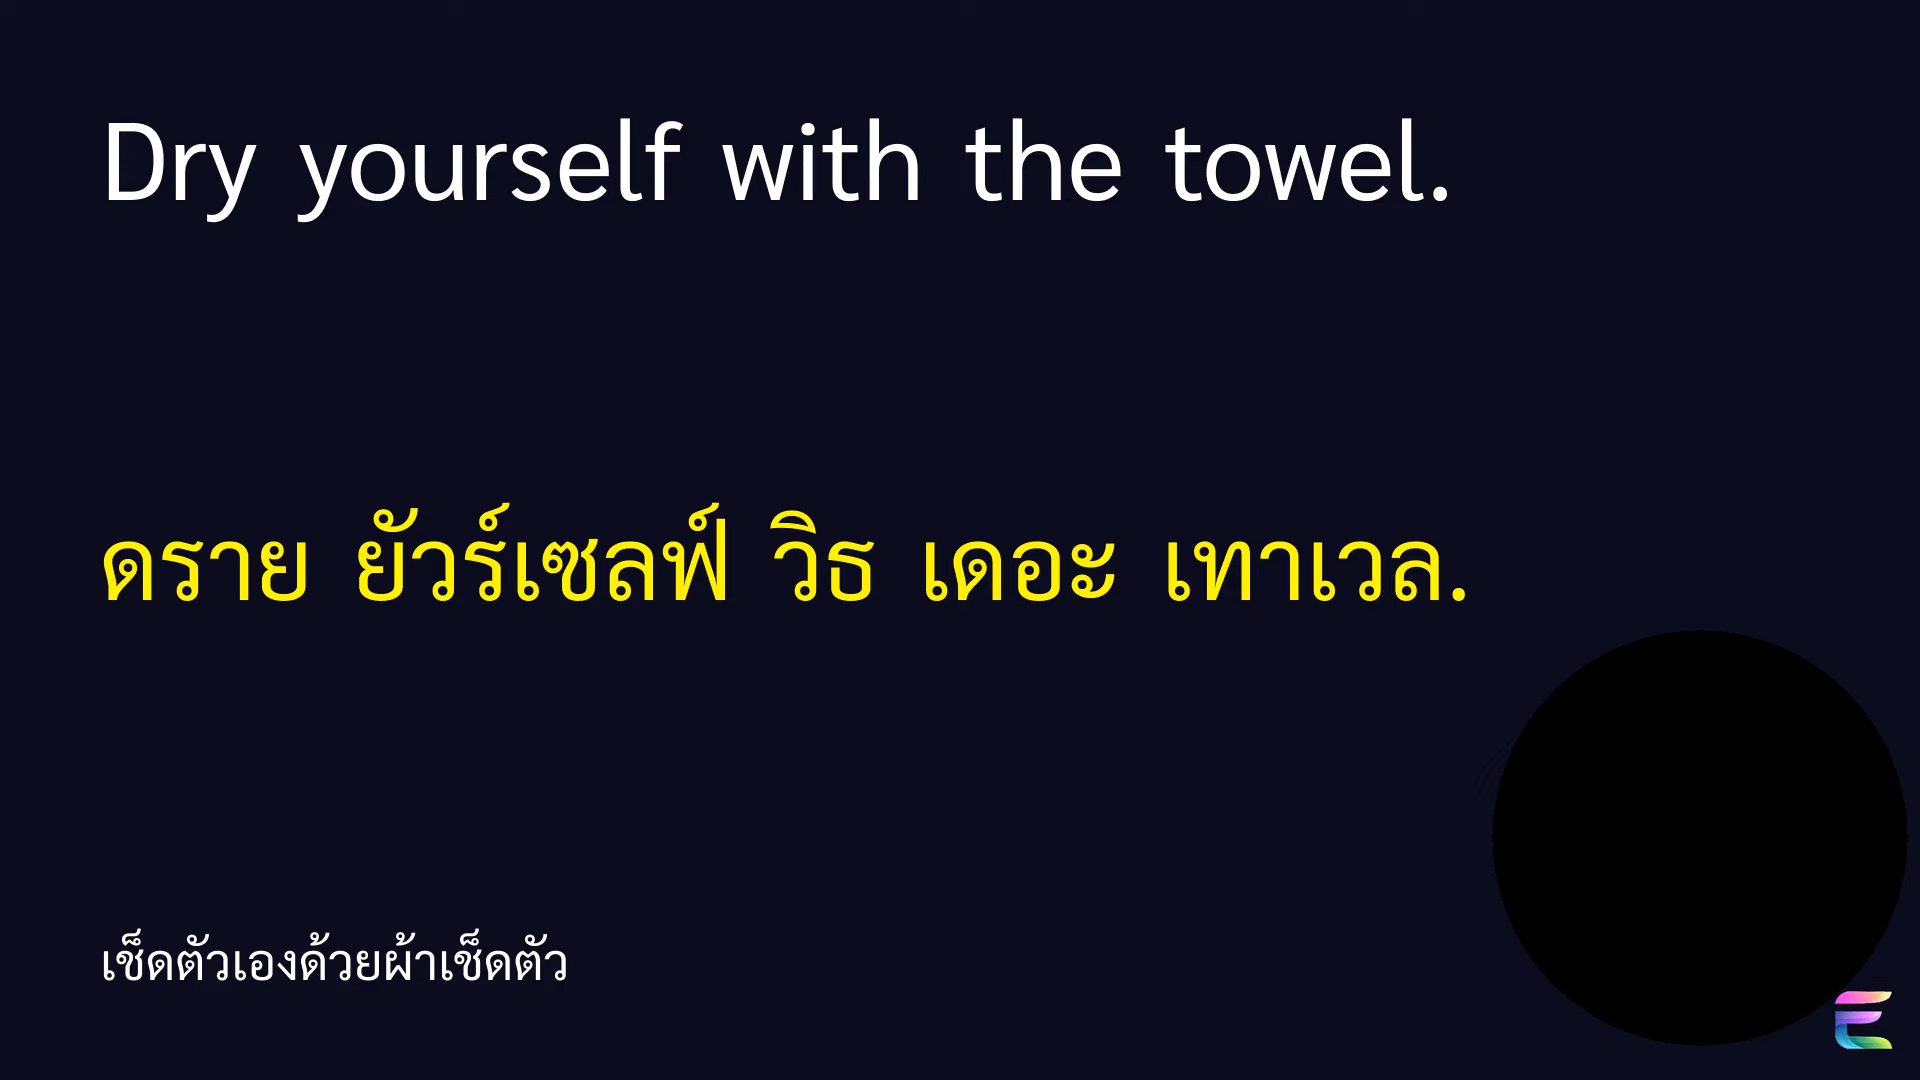 Dry yourself with the towel.
ดราย ยัวร์เซลฟ์ วิธ เดอะ เทาเวล.
เช็ดตัวเองด้วยผ้าเช็ดตัว